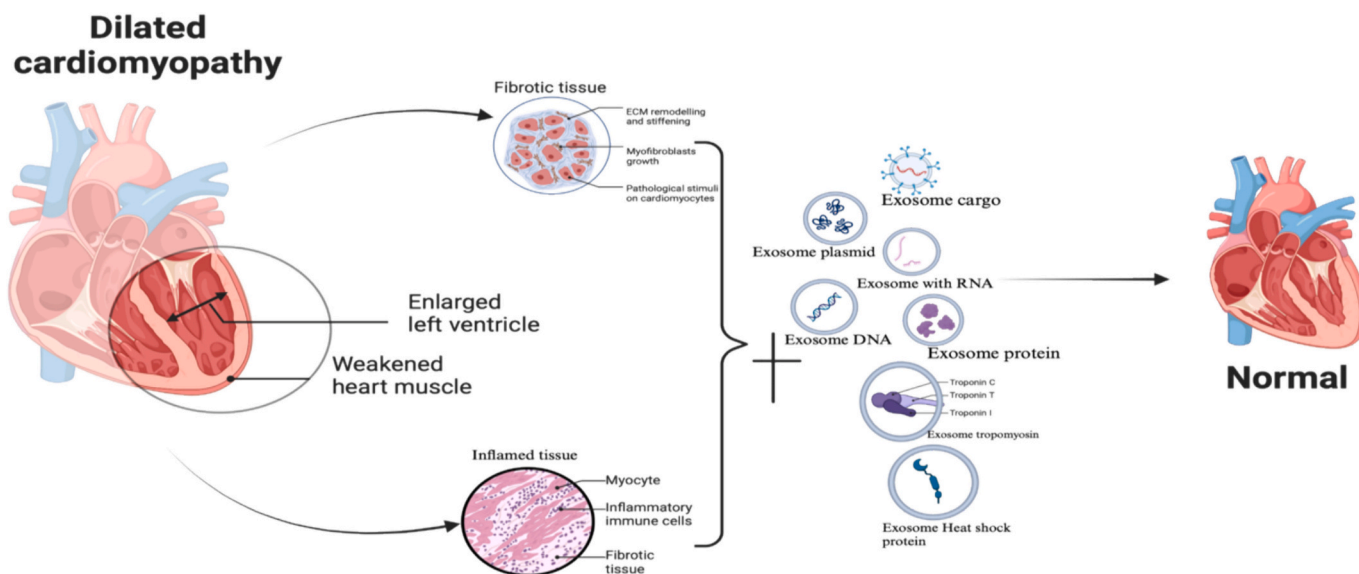 Dilated
cardiomyopathy
Enlarged
left ventricle
Weakened
heart muscle
Fibrotic tissue
ECM remodelling
and stiffening
Myofibroblasts
growth
Pathological stimuli
on cardiomyocytes
Inflamed tissue
Myocyte
Inflammatory
immune cells
Fibrotic
tissue
Exosome cargo
Exosome plasmid
Exosome with RNA
Exosome DNA
Exosome protein
Troponin C
Troponin T
Troponin I
Exosome tropomyosin
Exosome Heat shock
protein
Normal